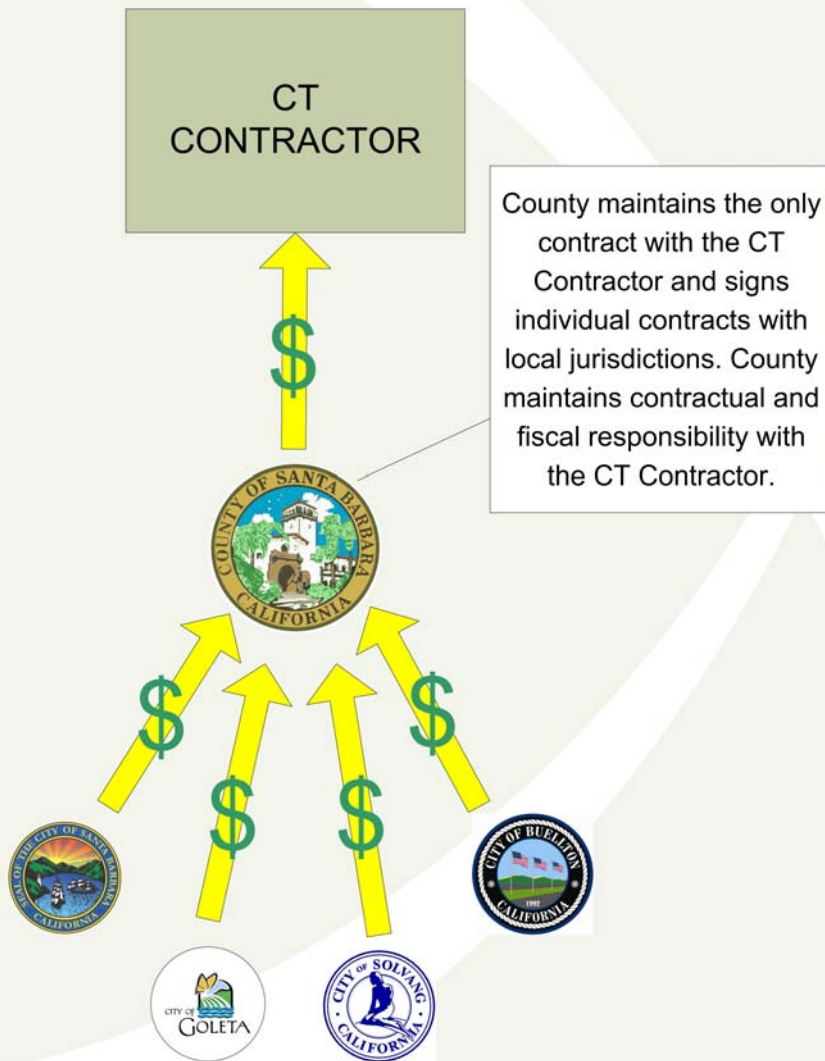 CT
CONTRACTOR
County maintains the only
contract with the CT
Contractor and signs
individual contracts with
local jurisdictions. County
maintains contractual and
fiscal responsibility with
the CT Contractor.
$
COUNTY OF SANTA BARBARA
CALIFORNIA
$
$
$
$
SEAL OF THE CITY OF SANTA BARBARA
CALIFORNIA
CITY OF BUELLTON
1992
CALIFORNIA
CITY OF
GOLETA
CITY OF SOLVANG
CALIFORNIA